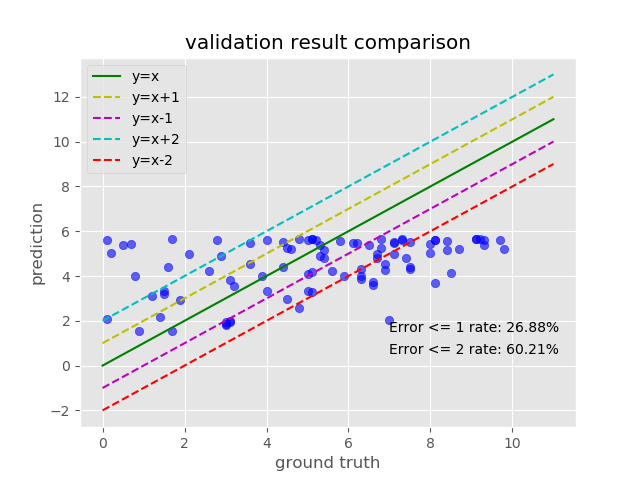 validation result comparison
y=x
y=x+1
y=x-1
y=x+2
y=x-2
12
10
8
6
4
2
0
−2
prediction
Error <= 1 rate: 26.88%
Error <= 2 rate: 60.21%
0 2 4 6 8 10
ground truth